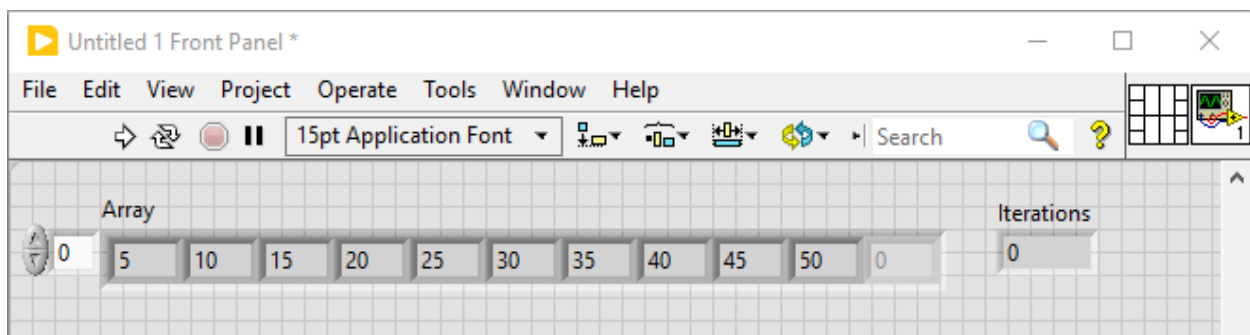 Untitled 1 Front Panel *
File Edit View Project Operate Tools Window Help
15pt Application Font Search 1
Array Iterations
0 5 10 15 20 25 30 35 40 45 50 0 0